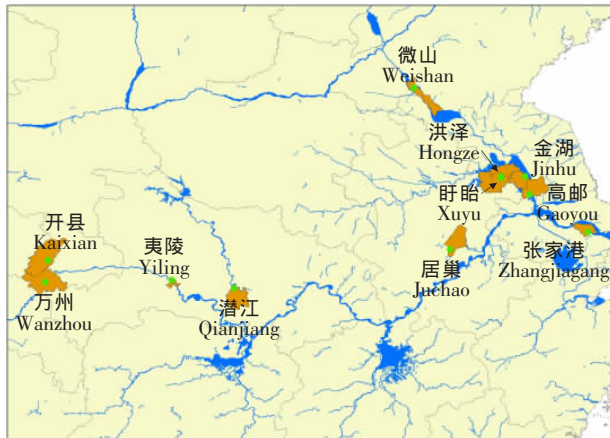 微山
Weishan
洪泽
Hongze
金湖
Jinhu
盱眙
Xuyu
高邮
Gaoyou
开县
Kaixian
夷陵
Yiling
居巢
Juchao
张家港
Zhangjiagang
万州
Wanzhou
潜江
Qianjiang